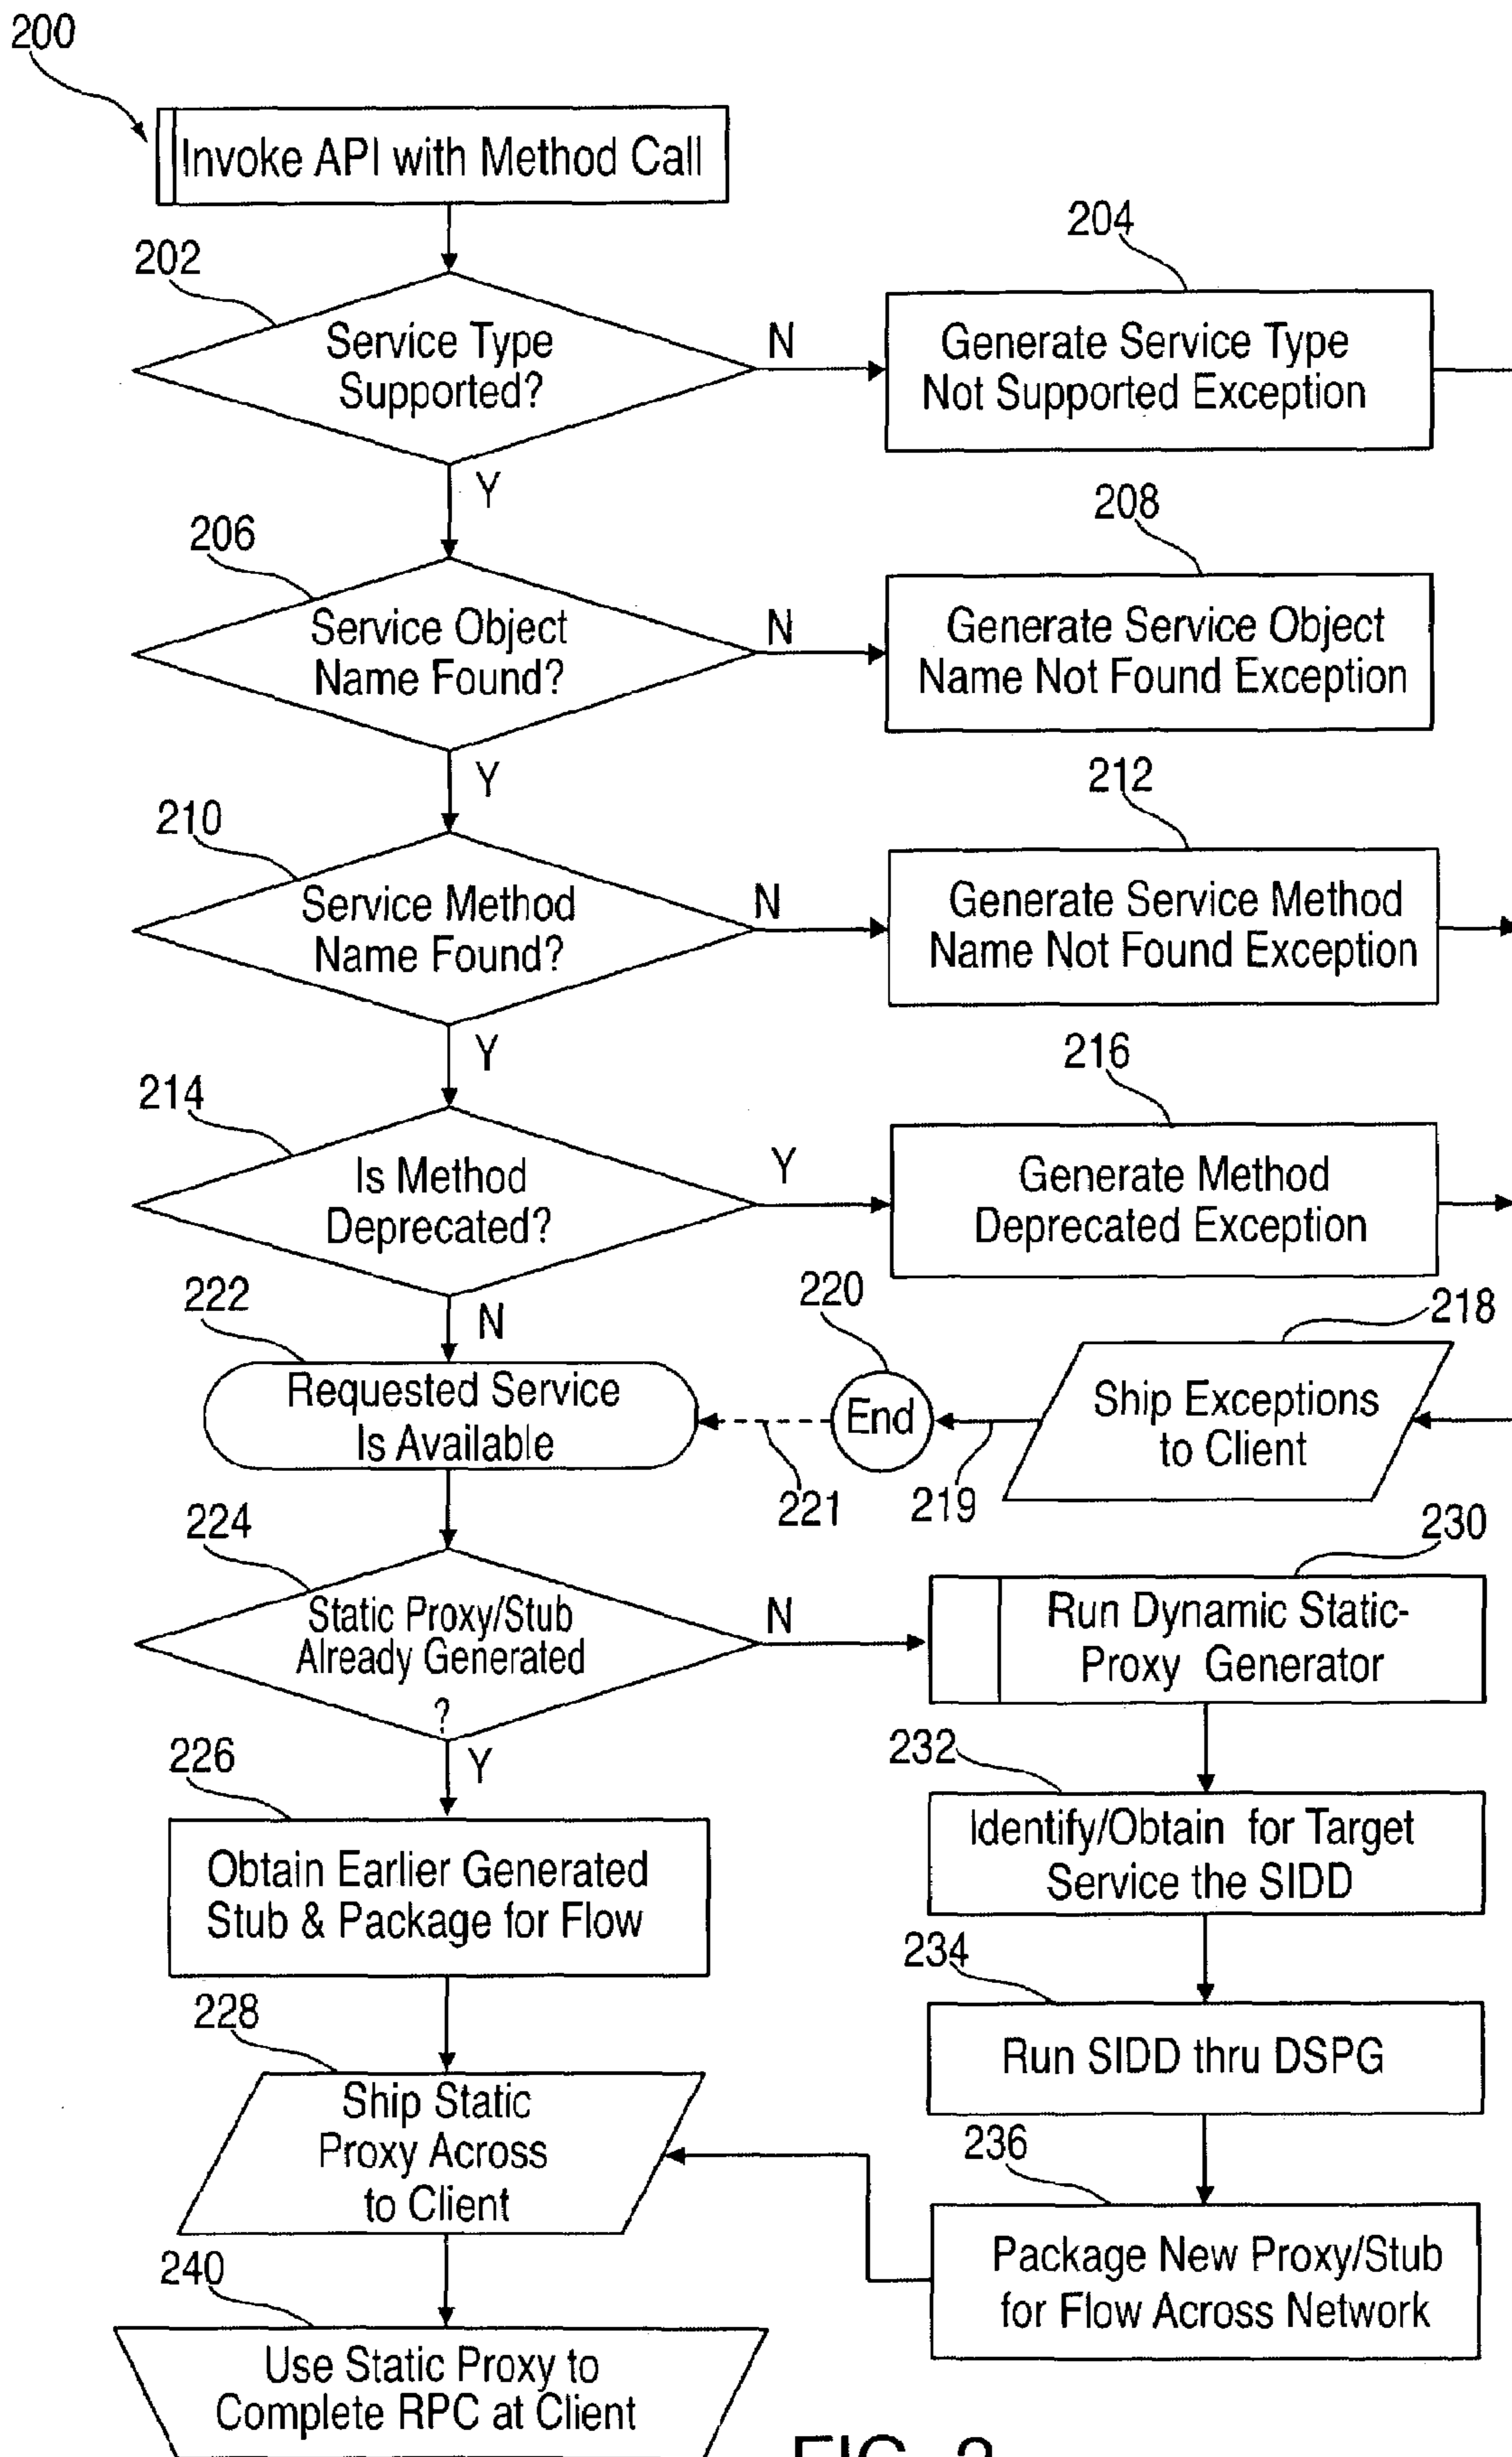 200
Invoke API with Method Call
202
Service Type
Supported?
N
204
Generate Service Type
Not Supported Exception
Y
206
Service Object
Name Found?
N
208
Generate Service Object
Name Not Found Exception
Y
210
Service Method
Name Found?
N
212
Generate Service Method
Name Not Found Exception
Y
214
Is Method
Deprecated?
Y
216
Generate Method
Deprecated Exception
N
222
Requested Service
Is Available
221
220
End
219
218
Ship Exceptions
to Client
224
Static Proxy/Stub
Already Generated
?
N
230
Run Dynamic Static-
Proxy Generator
Y
226
Obtain Earlier Generated
Stub & Package for Flow
232
Identify/Obtain for Target
Service the SIDD
234
Run SIDD thru DSPG
228
Ship Static
Proxy Across
to Client
236
Package New Proxy/Stub
for Flow Across Network
240
Use Static Proxy to
Complete RPC at Client